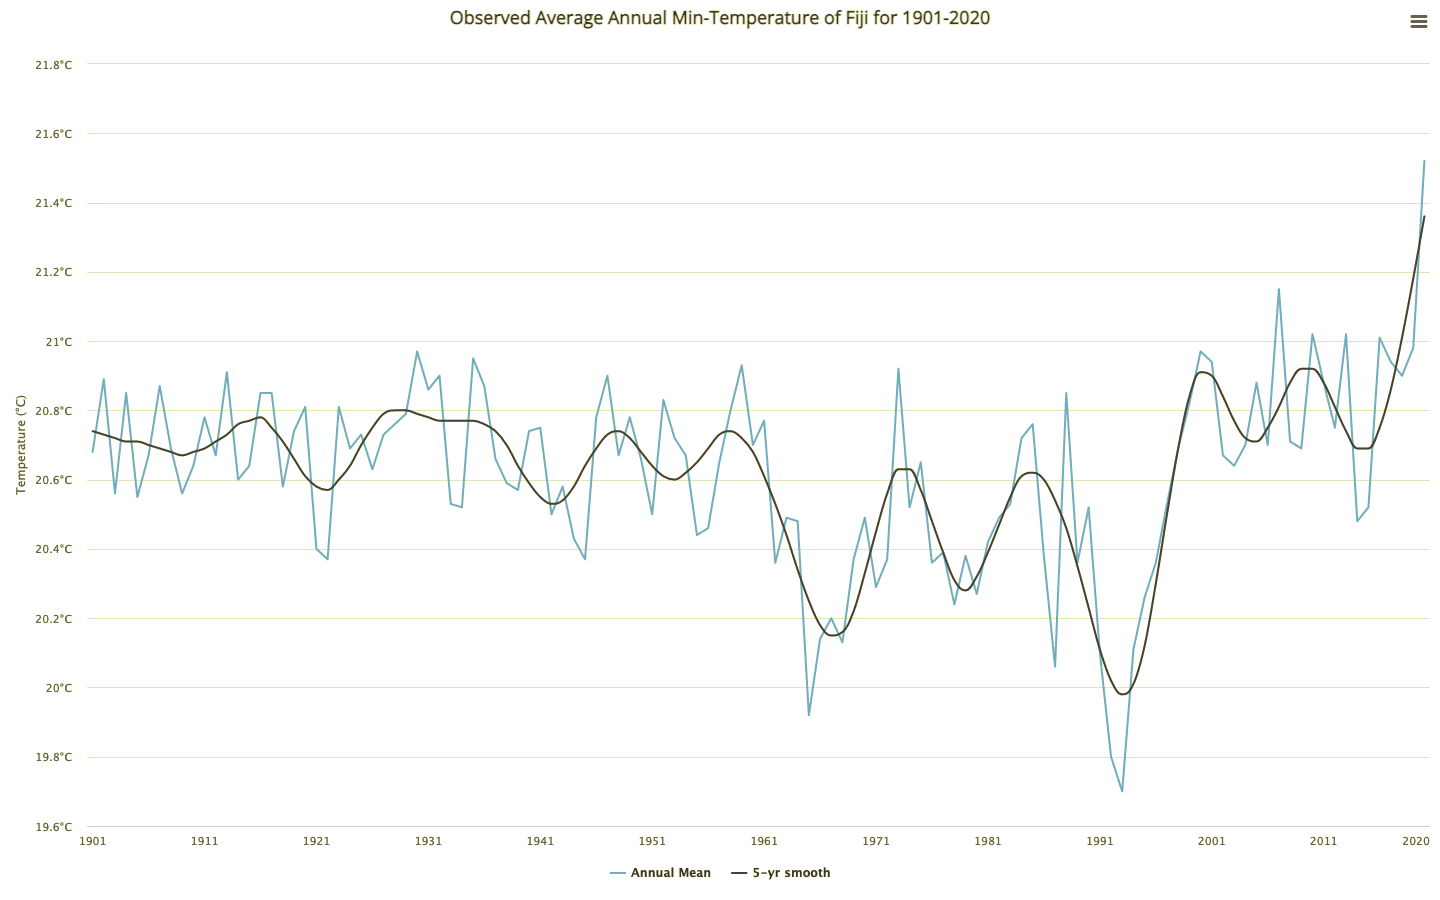 Observed Average Annual Min-Temperature of Fiji for 1901-2020
21.8°C
21.6°C
21.4°C
21.2°C
21°C
20.8°C
20.6°C
20.4°C
20.2°C
20°C
19.8°C
19.6°C
Temperature (°C)
1901 1911 1921 1931 1941 1951 1961 1971 1981 1991 2001 2011 2020
Annual Mean 5-yr smooth